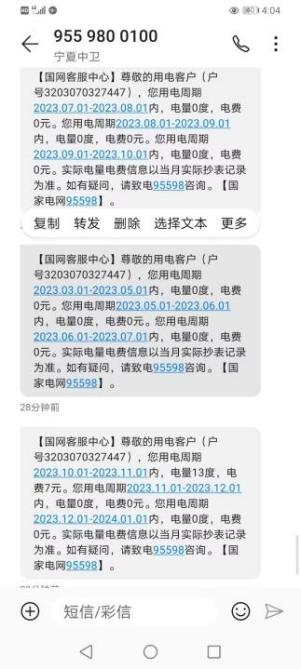 4:04
955 980 0100
宁夏中卫
【国网客服中心】尊敬的用电客户（户
号3203070327447），您用电周期
2023.07.01-2023.08.01内，电量0度，电费
0元。您用电周期2023.08.01-2023.09.01
内，电量0度，电费0元。您用电周期
2023.09.01-2023.10.01内，电量0度，电费
0元。实际电量电费信息以当月实际抄表记录
为准。如有疑问，请致电95598咨询。【国
家电网95598】。
复制 转发 删除 选择文本 更多
【国网客服中心】尊敬的用电客户（户
号3203070327447），您用电周期
2023.03.01-2023.05.01内，电量0度，电费
0元。您用电周期2023.05.01-2023.06.01
内，电量0度，电费0元。您用电周期
2023.06.01-2023.07.01内，电量0度，电费
0元。实际电量电费信息以当月实际抄表记录
为准。如有疑问，请致电95598咨询。【国
家电网95598】。
28分钟前
【国网客服中心】尊敬的用电客户（户
号3203070327447），您用电周期
2023.10.01-2023.11.01内，电量13度，电
费7元。您用电周期2023.11.01-2023.12.01
内，电量0度，电费0元。您用电周期
2023.12.01-2024.01.01内，电量0度，电费
0元。实际电量电费信息以当月实际抄表记录
为准。如有疑问，请致电95598咨询。【国
家电网95598】。
短信/彩信